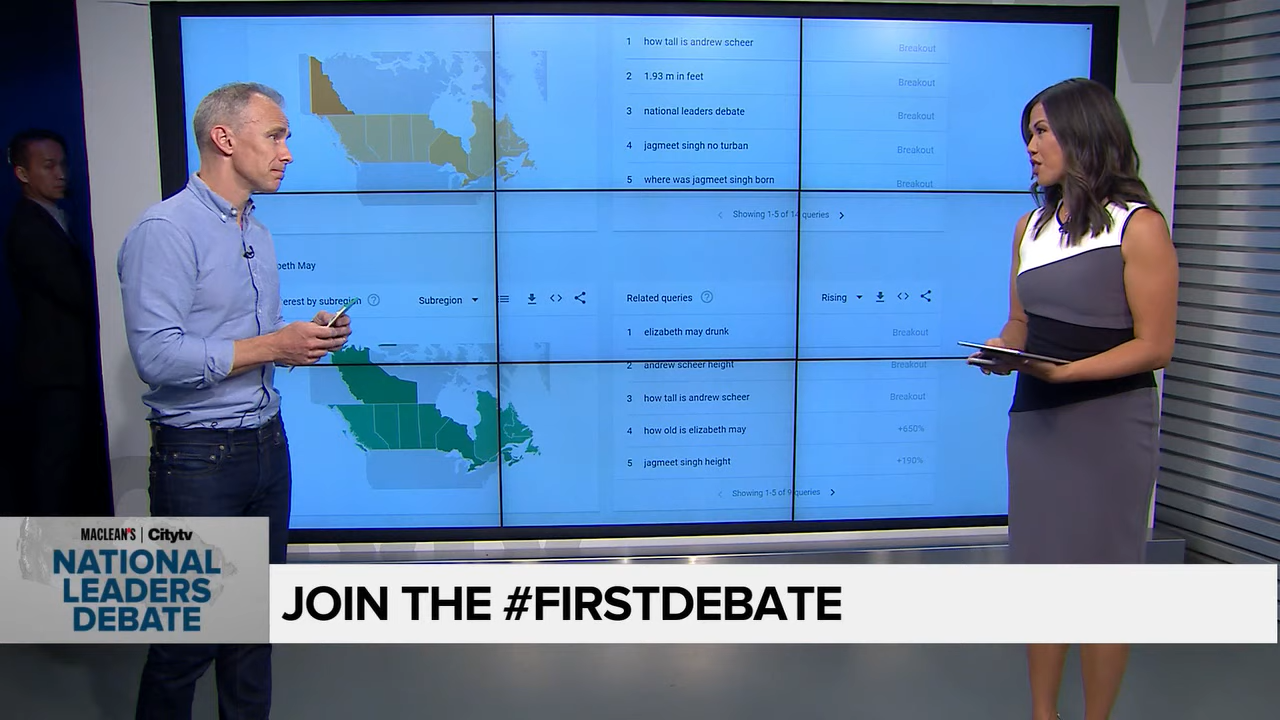 1 how tall is andrew scheer Breakout
2 1.93 m in feet Breakout
3 national leaders debate Breakout
4 jagmeet singh no turban Breakout
5 where was jagmeet singh born Breakout
Showing 1-5 of 14 queries
beth May
erest by subregion
Subregion
Related queries
Rising
1 elizabeth may drunk Breakout
2 andrew scheer height Breakout
3 how tall is andrew scheer Breakout
4 how old is elizabeth may +650%
5 jagmeet singh height +190%
Showing 1-5 of 9 queries
MACLEAN'S | Citytv
NATIONAL
LEADERS
DEBATE
JOIN THE #FIRSTDEBATE